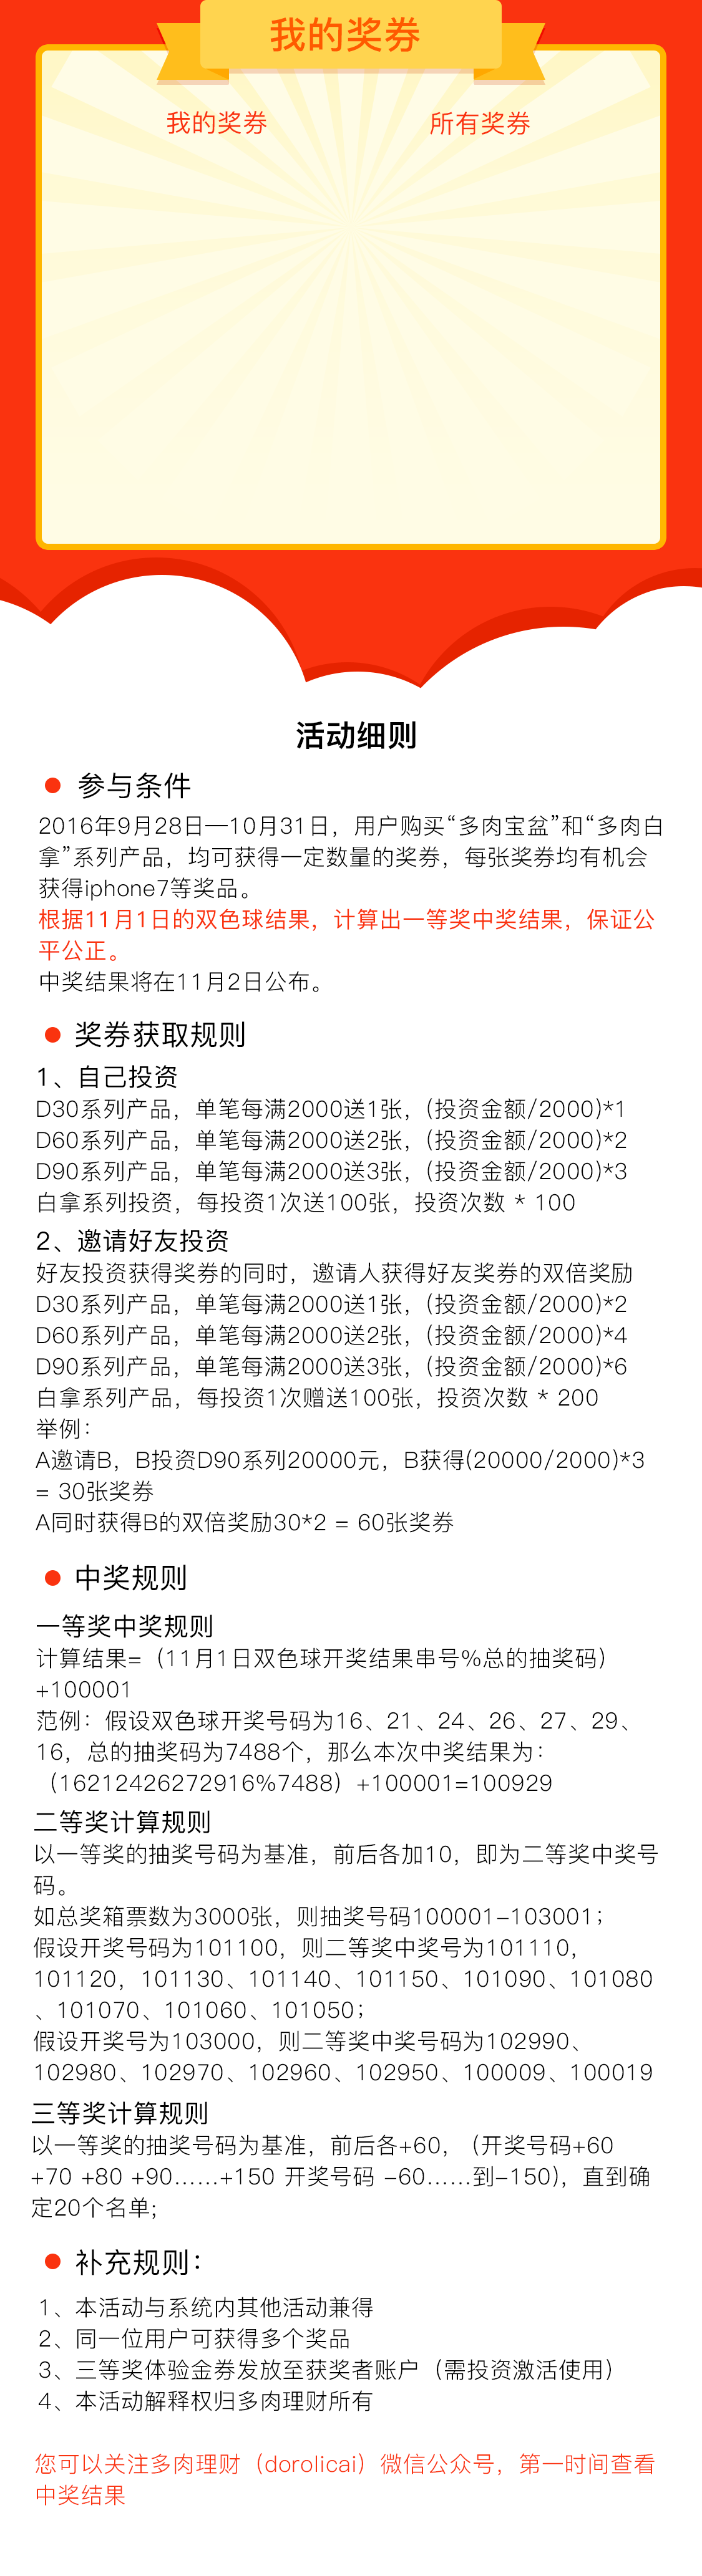 我的奖券
我的奖券
所有奖券
活动细则
参与条件
2016年9月28日—10月31日，用户购买“多肉宝盆”和“多肉白
拿”系列产品，均可获得一定数量的奖券，每张奖券均有机会
获得iphone7等奖品。
根据11月1日的双色球结果，计算出一等奖中奖结果，保证公
平公正。
中奖结果将在11月2日公布。
奖券获取规则
1、自己投资
D30系列产品，单笔每满2000送1张，(投资金额/2000)*1
D60系列产品，单笔每满2000送2张，(投资金额/2000)*2
D90系列产品，单笔每满2000送3张，(投资金额/2000)*3
白拿系列投资，每投资1次送100张，投资次数 * 100
2、邀请好友投资
好友投资获得奖券的同时，邀请人获得好友奖券的双倍奖励
D30系列产品，单笔每满2000送1张，(投资金额/2000)*2
D60系列产品，单笔每满2000送2张，(投资金额/2000)*4
D90系列产品，单笔每满2000送3张，(投资金额/2000)*6
白拿系列产品，每投资1次赠送100张，投资次数 * 200
举例：
A邀请B，B投资D90系列20000元，B获得(20000/2000)*3
= 30张奖券
A同时获得B的双倍奖励30*2 = 60张奖券
中奖规则
一等奖中奖规则
计算结果=（11月1日双色球开奖结果串号%总的抽奖码）
+100001
范例：假设双色球开奖号码为16、21、24、26、27、29、
16，总的抽奖码为7488个，那么本次中奖结果为：
（16212426272916%7488）+100001=100929
二等奖计算规则
以一等奖的抽奖号码为基准，前后各加10，即为二等奖中奖号
码。
如总奖箱票数为3000张，则抽奖号码100001-103001；
假设开奖号码为101100，则二等奖中奖号为101110，
101120，101130、101140、101150、101090、101080
、101070、101060、101050；
假设开奖号为103000，则二等奖中奖号码为102990、
102980、102970、102960、102950、100009、100019
三等奖计算规则
以一等奖的抽奖号码为基准，前后各+60，（开奖号码+60
+70 +80 +90……+150 开奖号码 -60……到-150)，直到确
定20个名单;
补充规则：
1、本活动与系统内其他活动兼得
2、同一位用户可获得多个奖品
3、三等奖体验金券发放至获奖者账户（需投资激活使用）
4、本活动解释权归多肉理财所有
您可以关注多肉理财（dorolicai）微信公众号，第一时间查看
中奖结果